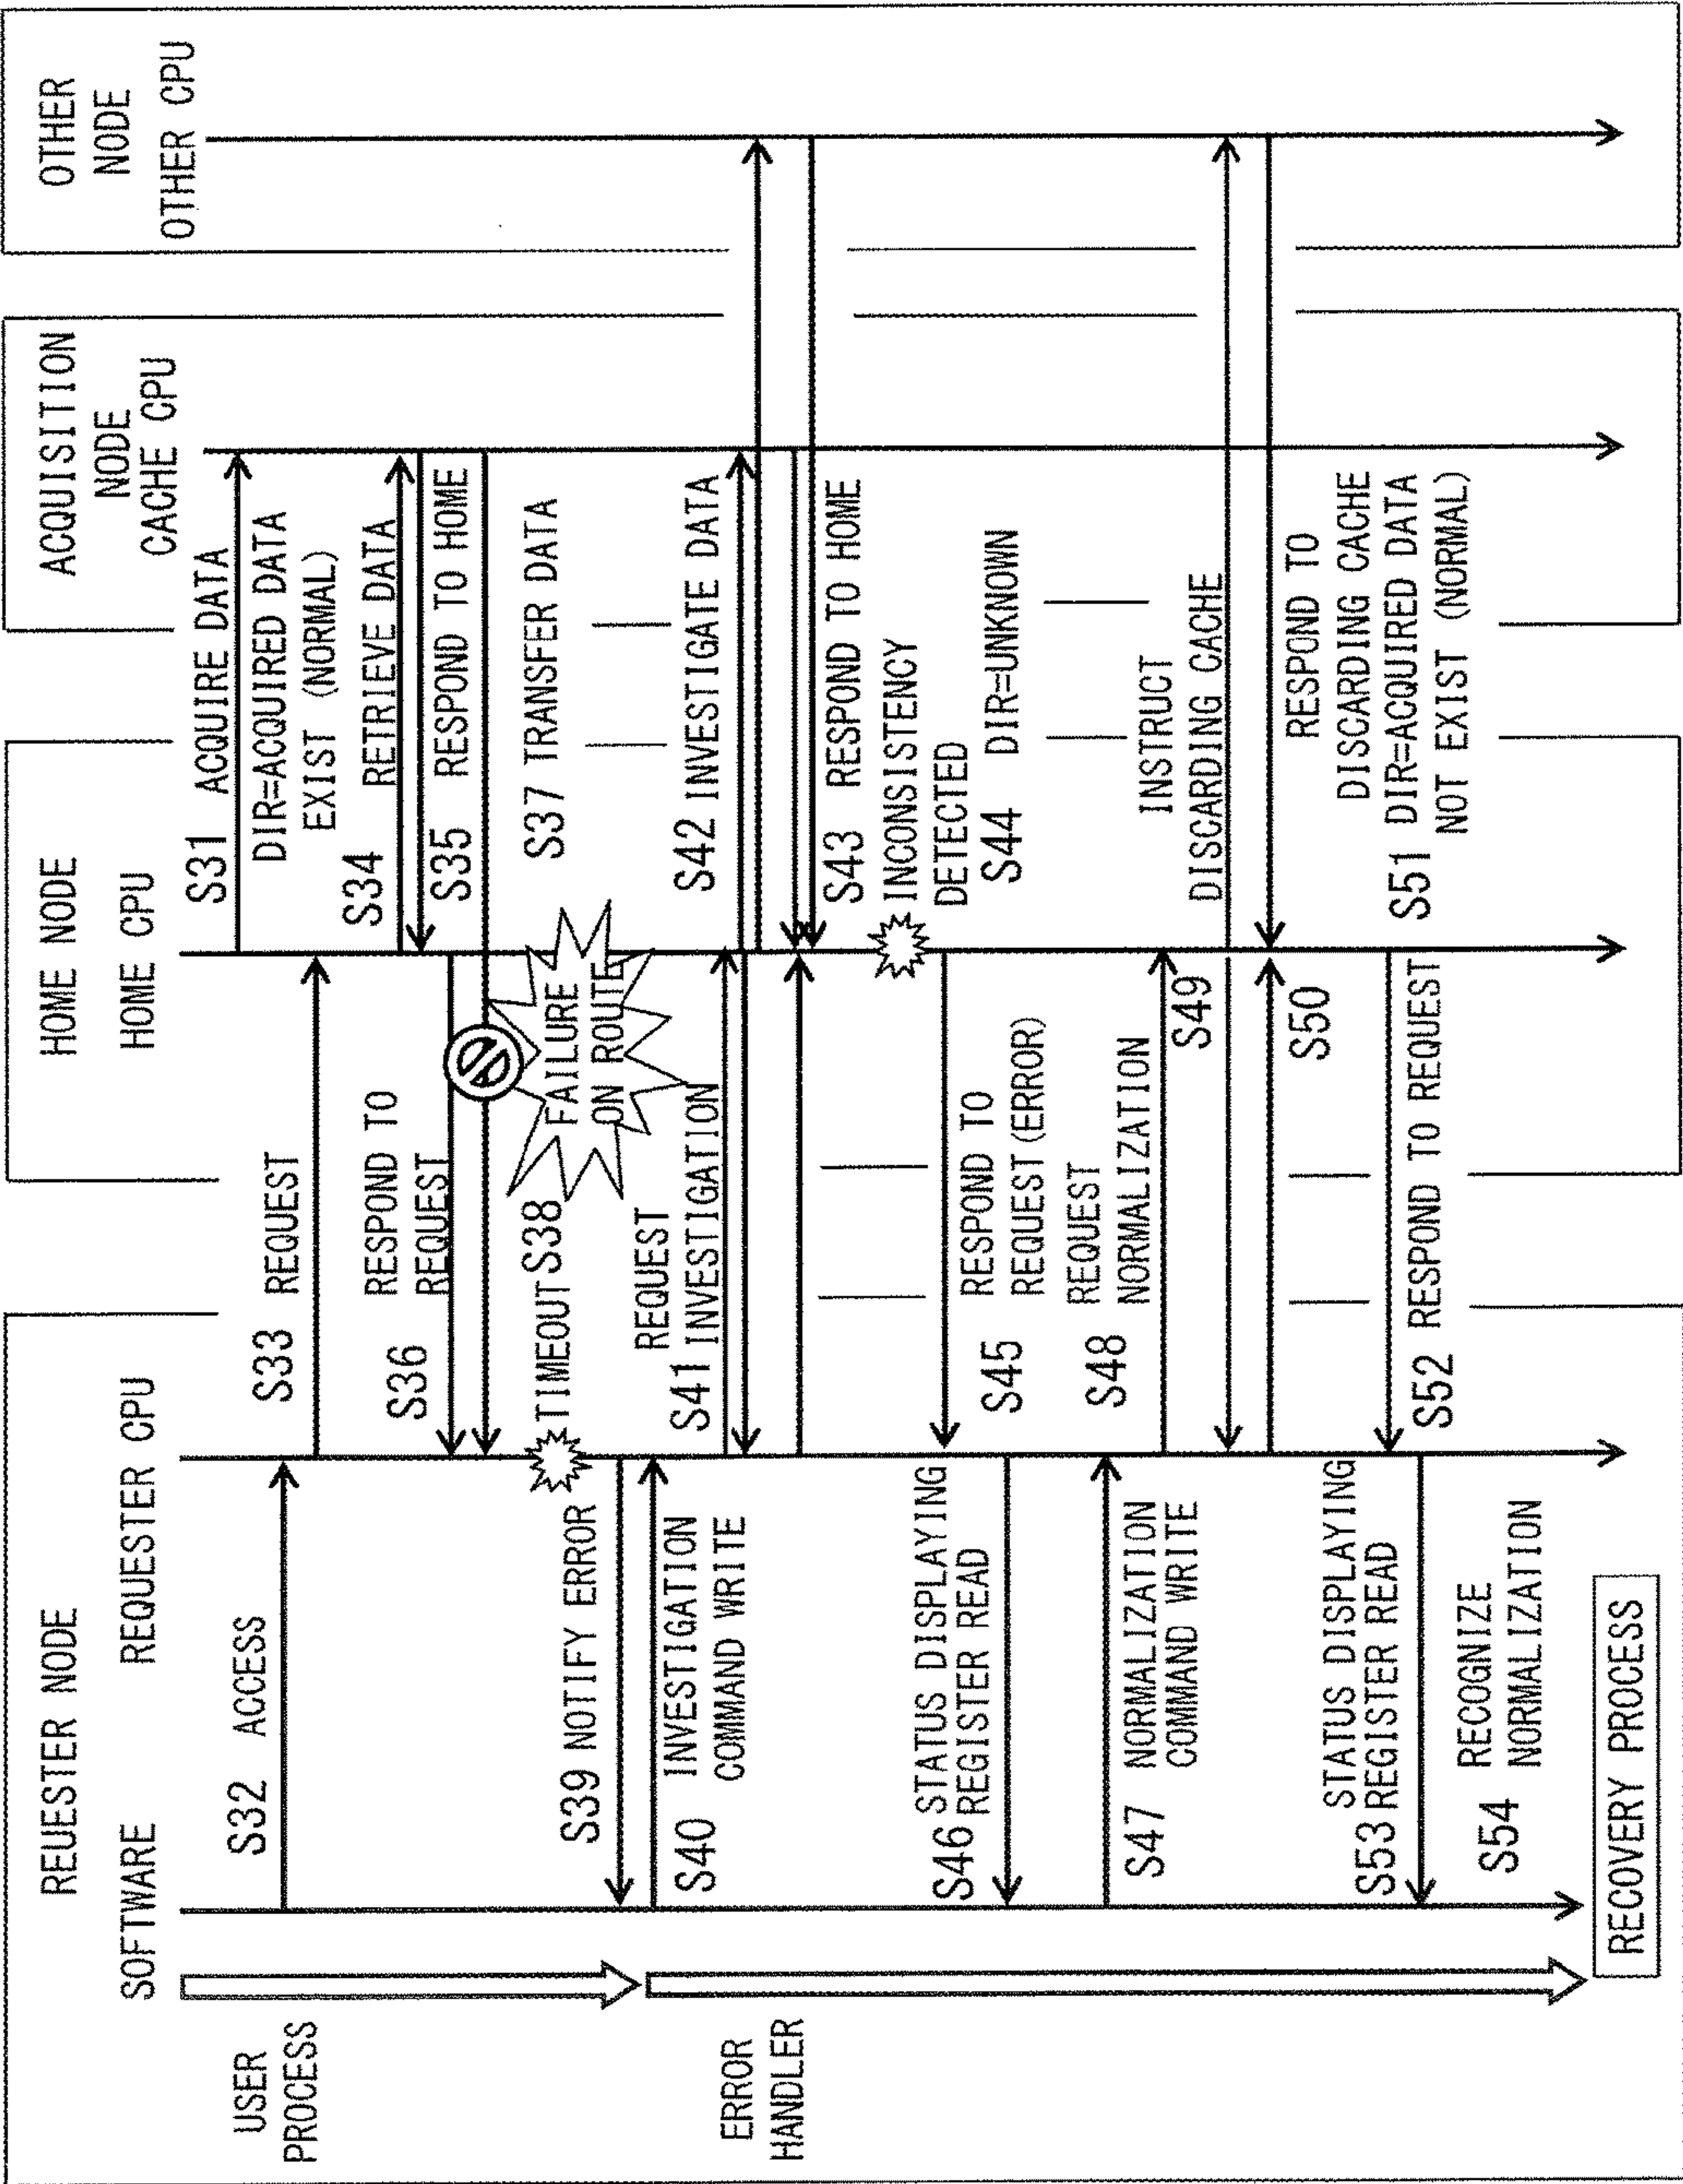 REUESTER NODE
SOFTWARE
REQUESTER CPU
HOME NODE
HOME CPU
ACQUISITION
NODE
CACHE CPU
OTHER
NODE
OTHER CPU
USER
PROCESS
ERROR
HANDLER
S31 ACQUIRE DATA
DIR=ACQUIRED DATA
EXIST (NORMAL)
S32 ACCESS
S33 REQUEST
S34 RETRIEVE DATA
S35 RESPOND TO HOME
S36 RESPOND TO
REQUEST
S37 TRANSFER DATA
FAILURE
ON ROUTE
TIMEOUT S38
S39 NOTIFY ERROR
S40 INVESTIGATION
COMMAND WRITE
REQUEST
S41 INVESTIGATION
S42 INVESTIGATE DATA
S43 RESPOND TO HOME
INCONSISTENCY
DETECTED
S44 DIR=UNKNOWN
S45 RESPOND TO
REQUEST(ERROR)
STATUS DISPLAYING
S46 REGISTER READ
S47 NORMALIZATION
COMMAND WRITE
REQUEST
S48 NORMALIZATION
INSTRUCT
S49 DISCARDING CACHE
S50 RESPOND TO
DISCARDING CACHE
S51 DIR=ACQUIRED DATA
NOT EXIST (NORMAL)
S52 RESPOND TO REQUEST
STATUS DISPLAYING
S53 REGISTER READ
S54 RECOGNIZE
NORMALIZATION
RECOVERY PROCESS